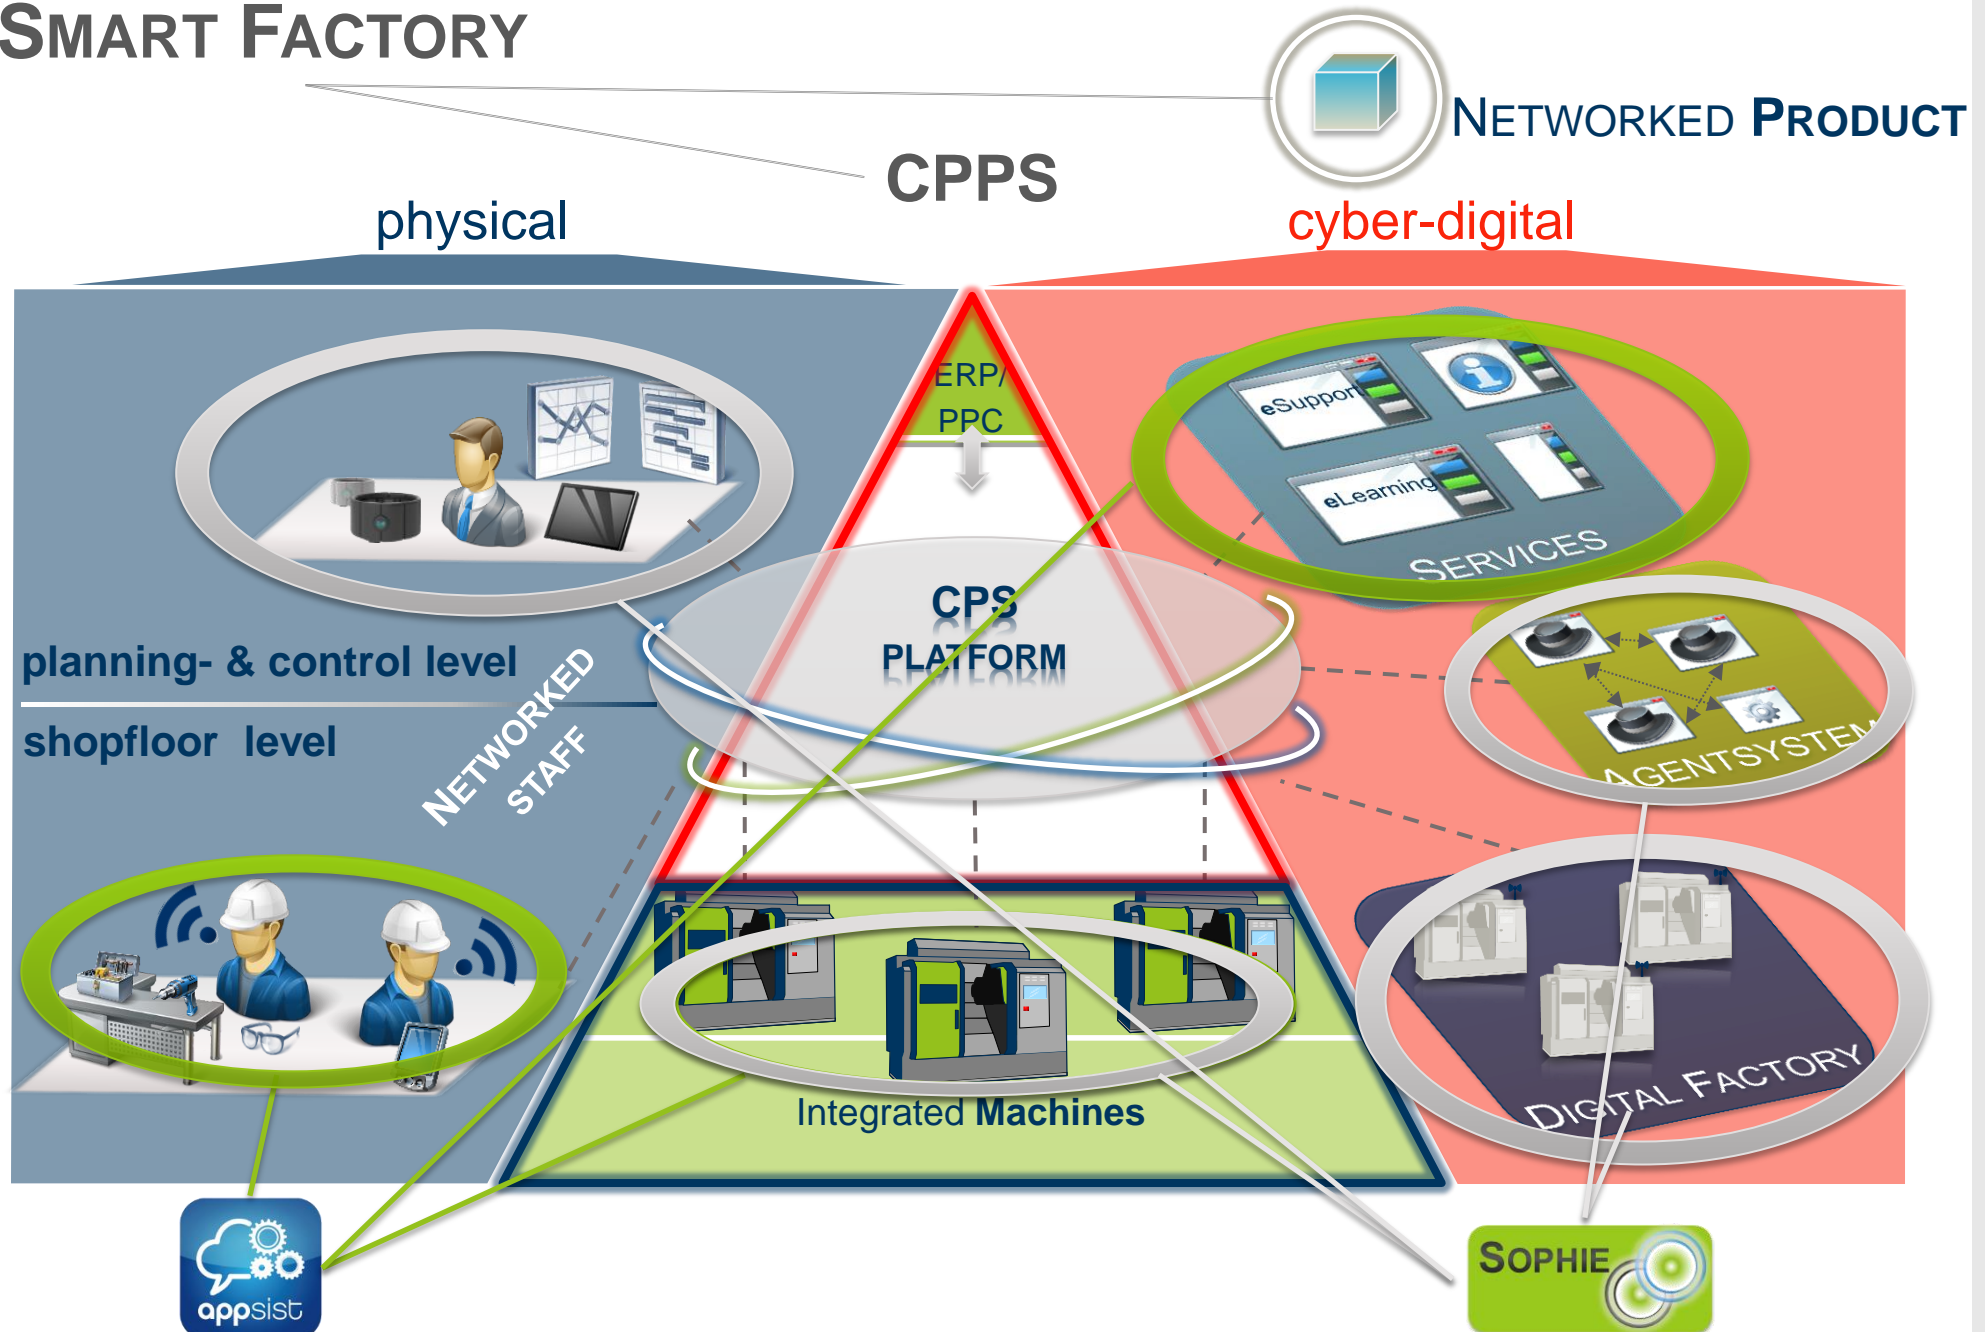 SMART FACTORY
NETWORKED PRODUCT
CPPS
physical
cyber-digital
ERP/
PPC
eSupport
eLearning
SERVICES
CPS
PLATFORM
planning- & control level
shopfloor level
NETWORKED
STAFF
AGENTSYSTEM
DIGITAL FACTORY
Integrated Machines
appsist
SOPHIE